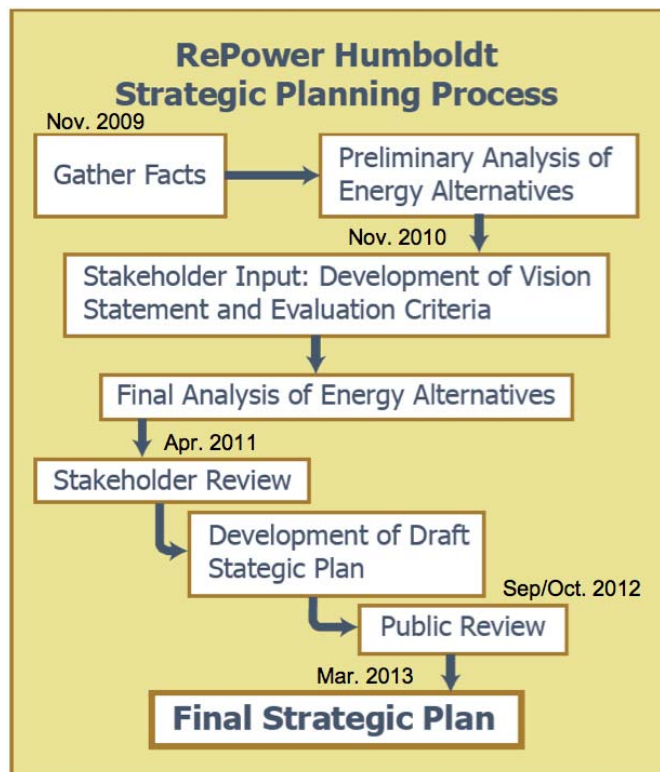 RePower Humboldt
Strategic Planning Process
Nov. 2009
Gather Facts
Preliminary Analysis of
Energy Alternatives
Nov. 2010
Stakeholder Input: Development of Vision
Statement and Evaluation Criteria
Final Analysis of Energy Alternatives
Apr. 2011
Stakeholder Review
Development of Draft
Stategic Plan
Sep/Oct. 2012
Public Review
Mar. 2013
Final Strategic Plan